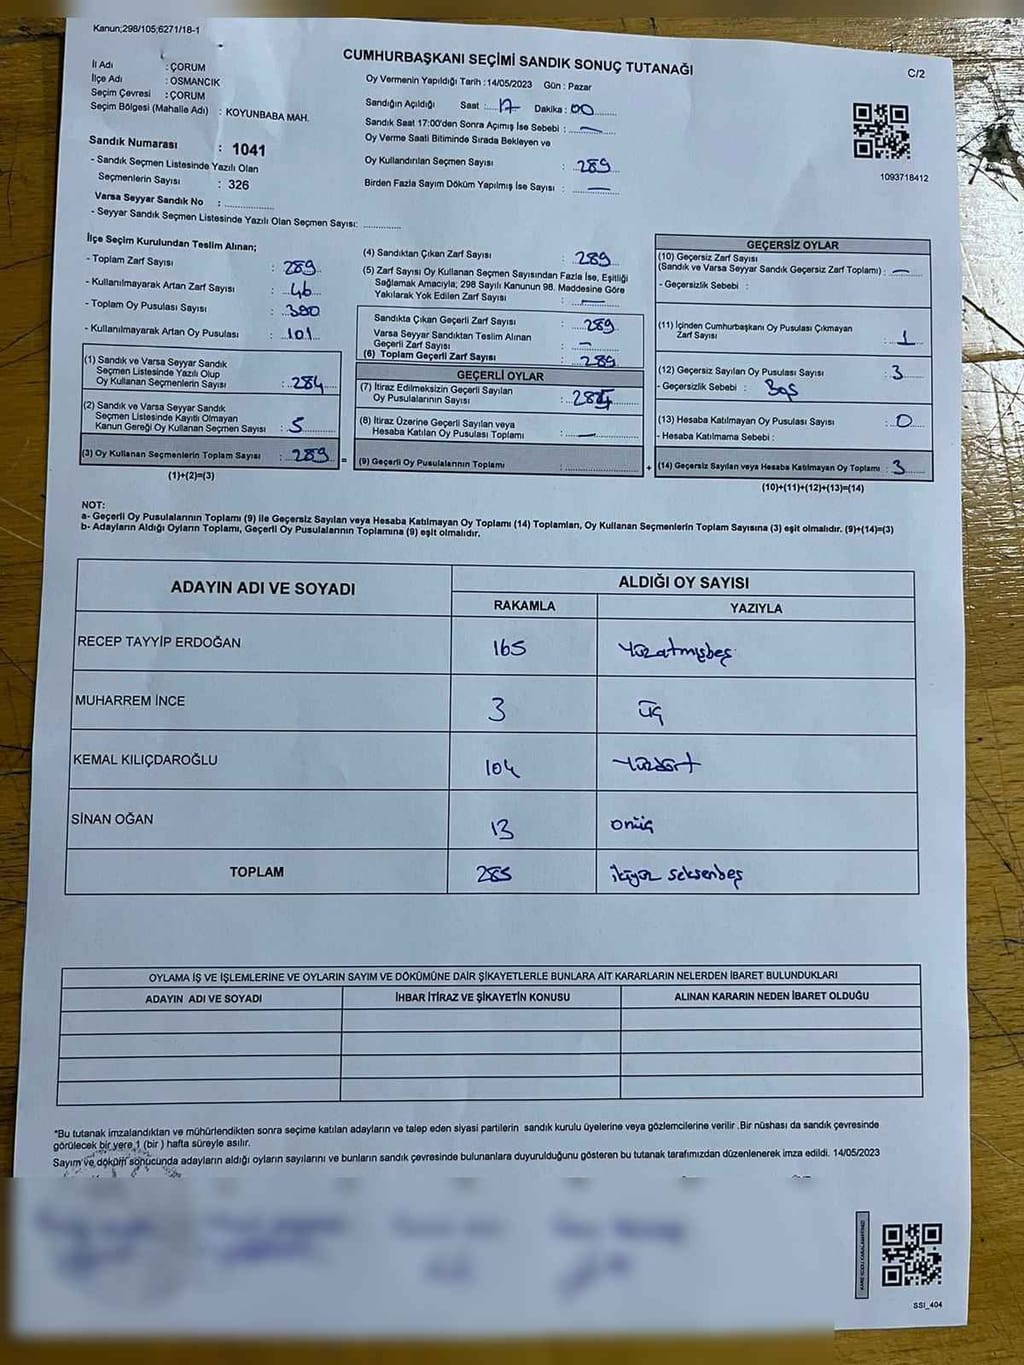 Kanun;298/105;6271/18-1
CUMHURBAŞKANI SEÇİMİ SANDIK SONUÇ TUTANAĞI
C/2
İl Adı : ÇORUM
İlçe Adı : OSMANCIK
Seçim Çevresi : ÇORUM
Seçim Bölgesi (Mahalle Adı) : KOYUNBABA MAH.
Sandık Numarası : 1041
- Sandık Seçmen Listesinde Yazılı Olan
Seçmenlerin Sayısı : 326
Varsa Seyyar Sandık No :
- Seyyar Sandık Seçmen Listesinde Yazılı Olan Seçmen Sayısı:
Oy Vermenin Yapıldığı Tarih : 14/05/2023 Gün : Pazar
Sandığın Açıldığı Saat : 17 Dakika : 00
Sandık Saat 17:00'den Sonra Açımış İse Sebebi : —
Oy Verme Saati Bitiminde Sırada Bekleyen ve
Oy Kullandırılan Seçmen Sayısı : 289
Birden Fazla Sayım Döküm Yapılmış İse Sayısı : —
1093718412
İlçe Seçim Kurulundan Teslim Alınan;
- Toplam Zarf Sayısı : 289
- Kullanılmayarak Artan Zarf Sayısı : 46
- Toplam Oy Pusulası Sayısı :
- Kullanılmayarak Artan Oy Pusulası : 101
(1) Sandık ve Varsa Seyyar Sandık
Seçmen Listesinde Yazılı Olup
Oy Kullanan Seçmenlerin Sayısı : 284
(2) Sandık ve Varsa Seyyar Sandık
Seçmen Listesinde Kayıtlı Olmayan
Kanun Gereği Oy Kullanan Seçmen Sayısı : 5
(3) Oy Kullanan Seçmenlerin Toplam Sayısı : 289 =
(1)+(2)=(3)
(4) Sandıktan Çıkan Zarf Sayısı : 289
(5) Zarf Sayısı Oy Kullanan Seçmen Sayısından Fazla İse, Eşitliği
Sağlamak Amacıyla; 298 Sayılı Kanunun 98. Maddesine Göre
Yakılarak Yok Edilen Zarf Sayısı : —
Sandıkta Çıkan Geçerli Zarf Sayısı : 289
Varsa Seyyar Sandıktan Teslim Alınan
Geçerli Zarf Sayısı : —
(6) Toplam Geçerli Zarf Sayısı : 289
GEÇERLİ OYLAR
(7) İtiraz Edilmeksizin Geçerli Sayılan
Oy Pusulalarının Sayısı :
(8) İtiraz Üzerine Geçerli Sayılan veya
Hesaba Katılan Oy Pusulası Toplamı : —
(9) Geçerli Oy Pusulalarının Toplamı : +
GEÇERSİZ OYLAR
(10) Geçersiz Zarf Sayısı
(Sandık ve Varsa Seyyar Sandık Geçersiz Zarf Toplamı) : —
- Geçersizlik Sebebi :
(11) İçinden Cumhurbaşkanı Oy Pusulası Çıkmayan
Zarf Sayısı : 1
(12) Geçersiz Sayılan Oy Pusulası Sayısı : 3
- Geçersizlik Sebebi : Boş
(13) Hesaba Katılmayan Oy Pusulası Sayısı : 0
- Hesaba Katılmama Sebebi :
(14) Geçersiz Sayılan veya Hesaba Katılmayan Oy Toplamı : 3
(10)+(11)+(12)+(13)=(14)
NOT:
a- Geçerli Oy Pusulalarının Toplamı (9) ile Geçersiz Sayılan veya Hesaba Katılmayan Oy Toplamı (14) Toplamları, Oy Kullanan Seçmenlerin Toplam Sayısına (3) eşit olmalıdır. (9)+(14)=(3)
b- Adayların Aldığı Oyların Toplamı, Geçerli Oy Pusulalarının Toplamına (9) eşit olmalıdır.
ADAYIN ADI VE SOYADI ALDIĞI OY SAYISI
RAKAMLA YAZIYLA
RECEP TAYYİP ERDOĞAN 165 Yüzatmışbeş
MUHARREM İNCE 3 üç
KEMAL KILIÇDAROĞLU 104 Yüzdört
SİNAN OĞAN 13 onüç
TOPLAM 285 ikiyüz seksenbeş
OYLAMA İŞ VE İŞLEMLERİNE VE OYLARIN SAYIM VE DÖKÜMÜNE DAİR ŞİKAYETLERLE BUNLARA AİT KARARLARIN NELERDEN İBARET BULUNDUKLARI
ADAYIN ADI VE SOYADI İHBAR İTİRAZ VE ŞİKAYETİN KONUSU ALINAN KARARIN NEDEN İBARET OLDUĞU
*Bu tutanak imzalandıktan ve mühürlendikten sonra seçime katılan adayların ve talep eden siyasi partilerin sandık kurulu üyelerine veya gözlemcilerine verilir .Bir nüshası da sandık çevresinde
görülecek bir yere 1 (bir ) hafta süreyle asılır.
Sayım ve döküm sonucunda adayların aldığı oyların sayılarını ve bunların sandık çevresinde bulunanlara duyurulduğunu gösteren bu tutanak tarafımızdan düzenlenerek imza edildi. 14/05/2023
SSI_404